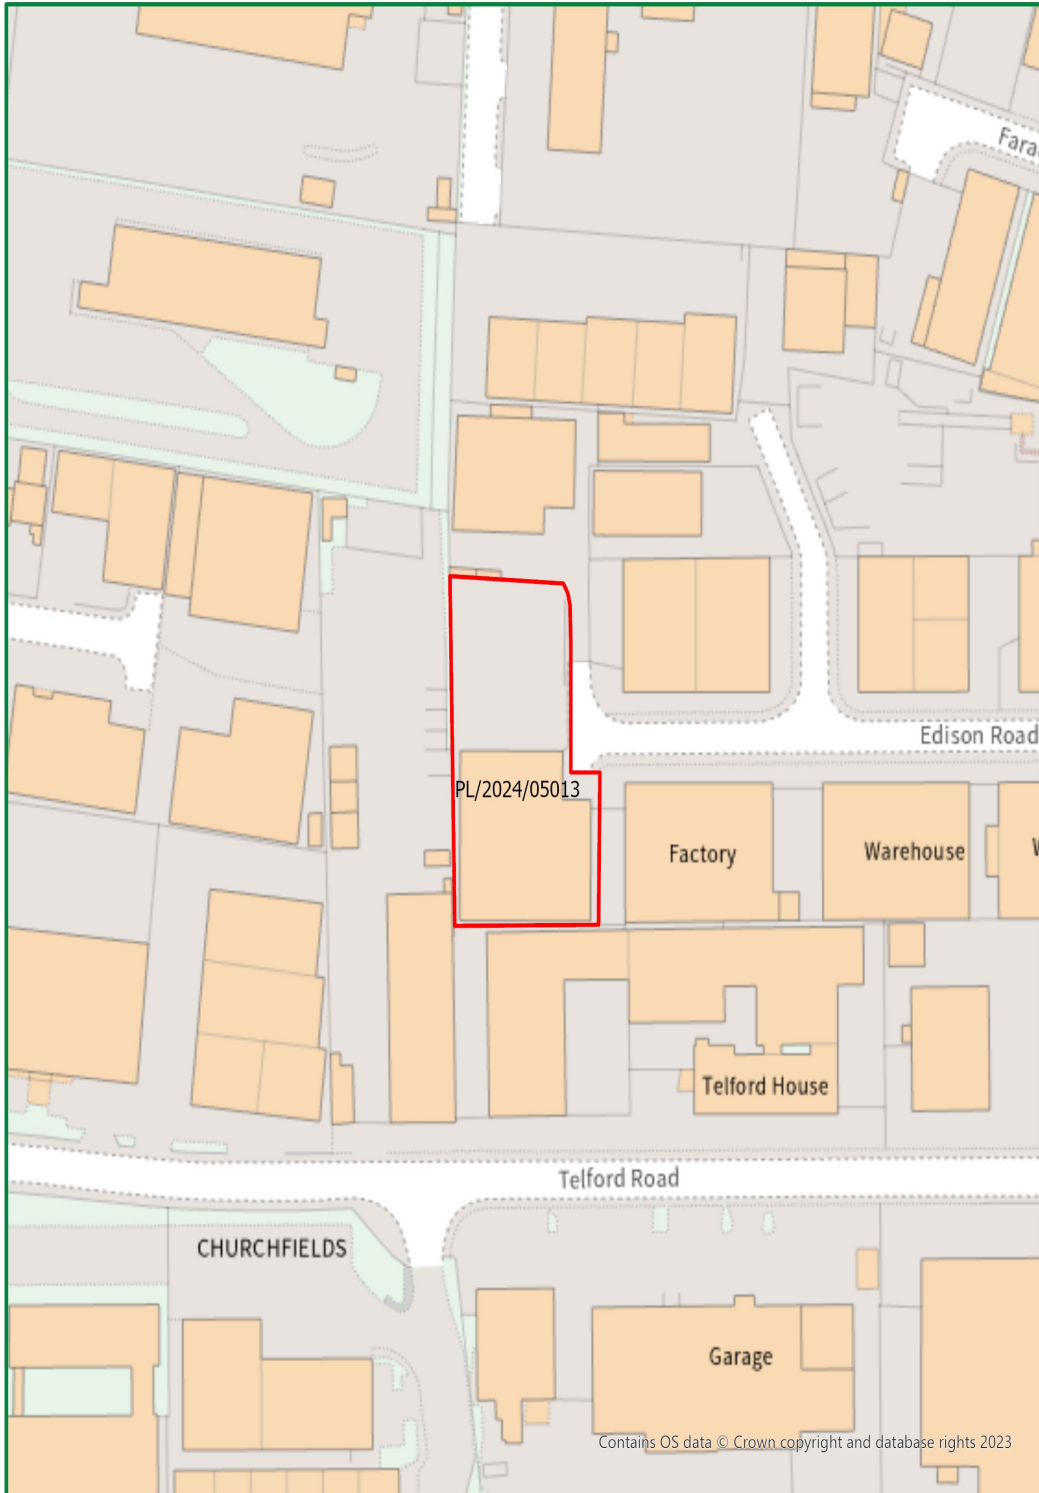 Edison Road
PL/2024/05013
Factory
Warehouse
Telford House
Telford Road
CHURCHFIELDS
Garage
Contains OS data © Crown copyright and database rights 2023